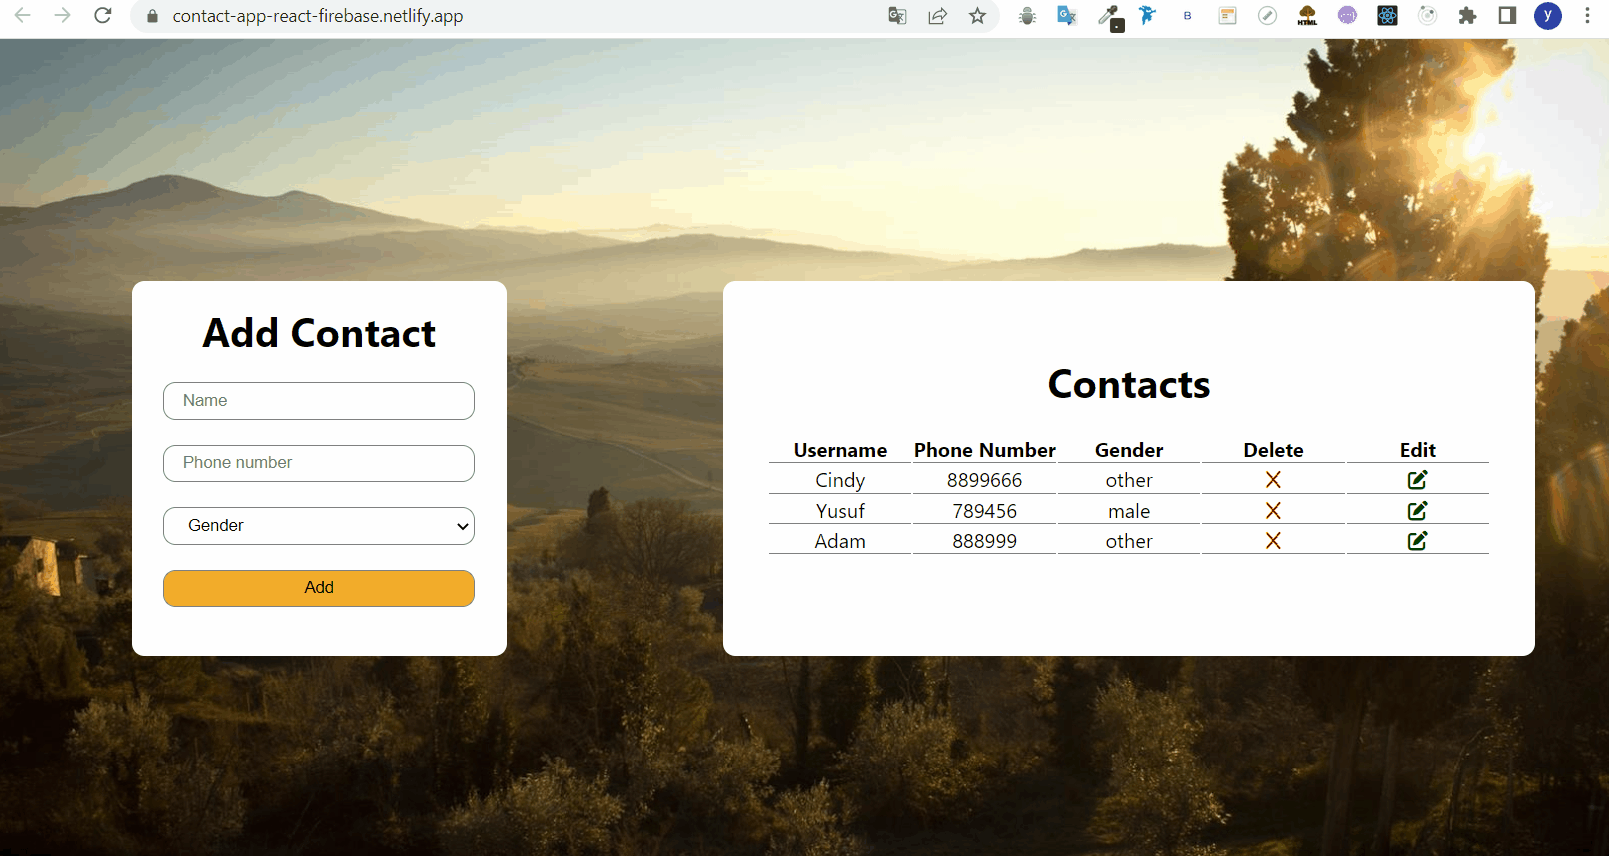 contact-app-react-firebase.netlify.app
B
HTML
y
Add Contact
Name
Phone number
Gender
Add
Contacts
Username Phone Number Gender Delete Edit
Cindy 8899666 other X
Yusuf 789456 male X
Adam 888999 other X